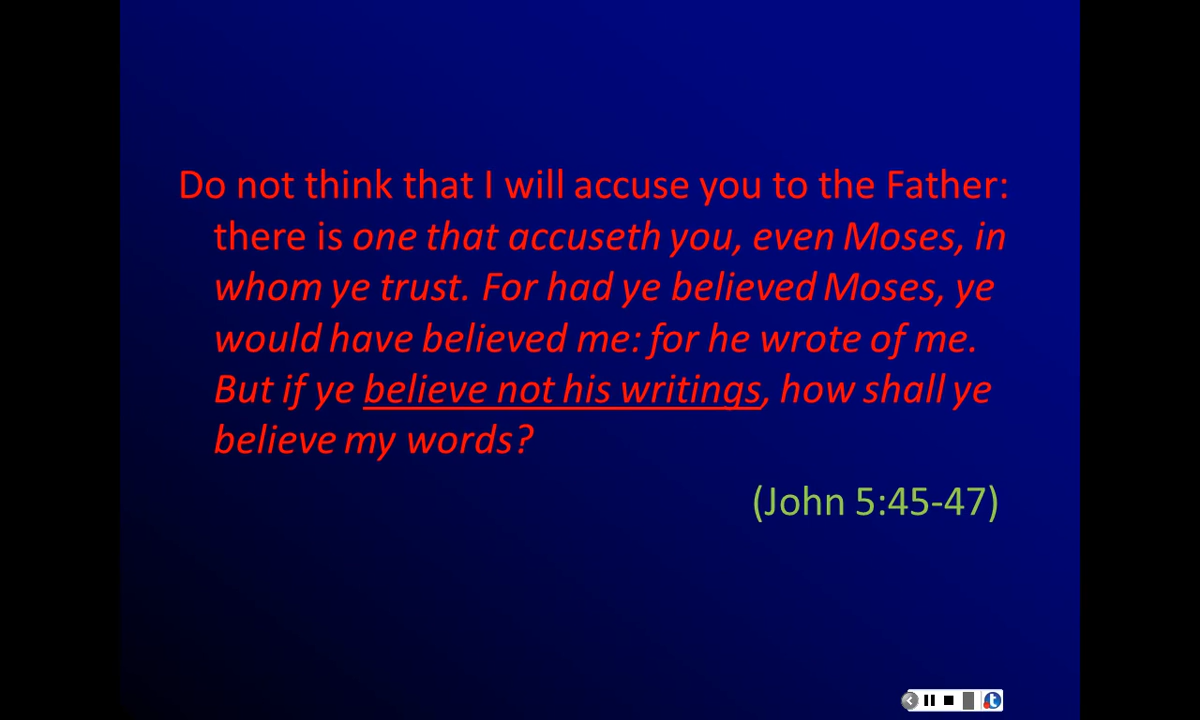 Do not think that I will accuse you to the Father:
there is one that accuseth you, even Moses, in
whom ye trust. For had ye believed Moses, ye
would have believed me: for he wrote of me.
But if ye believe not his writings, how shall ye
believe my words?
(John 5:45-47)